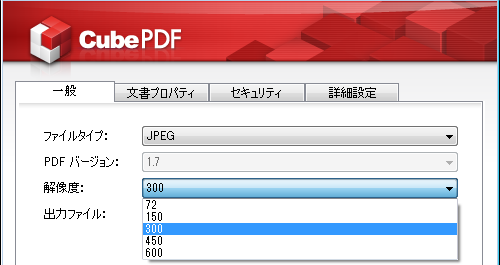 CubePDF
一般 文書プロパティ セキュリティ 詳細設定
ファイルタイプ: JPEG
PDF バージョン: 1.7
解像度: 300
出力ファイル: 72
150
300
450
600